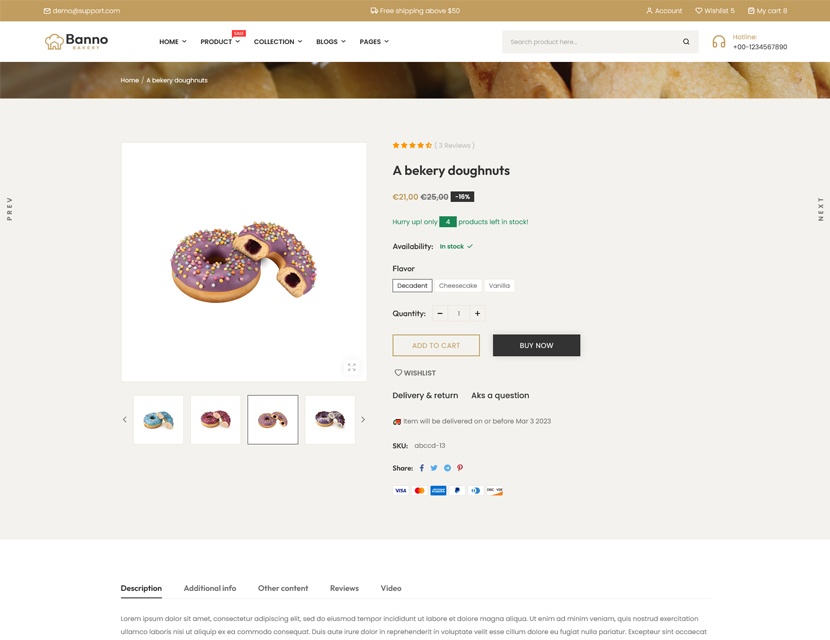 demo@support.com
Free shipping above $50
Account
Wishlist 5
My cart 8
Banno
BAKERY
HOME
PRODUCT
SALE
COLLECTION
BLOGS
PAGES
Search product here...
Hotline:
+00-1234567890
Home / A bakery doughnuts
PREV
NEXT
( 3 Reviews )
A bekery doughnuts
€21,00 €25,00 -16%
Hurry up! only 4 products left in stock!
Availability: In stock
Flavor
Decadent Cheesecake Vanilla
Quantity: − 1 +
ADD TO CART
BUY NOW
WISHLIST
Delivery & return
Aks a question
Item will be delivered on or before Mar 3 2023
SKU: abccd-13
Share:
VISA
Description
Additional info
Other content
Reviews
Video
Lorem ipsum dolor sit amet, consectetur adipiscing elit, sed do eiusmod tempor incididunt ut labore et dolore magna aliqua. Ut enim ad minim veniam, quis nostrud exercitation
ullamco laboris nisi ut aliquip ex ea commodo consequat. Duis aute irure dolor in reprehenderit in voluptate velit esse cillum dolore eu fugiat nulla pariatur. Excepteur sint occaecat